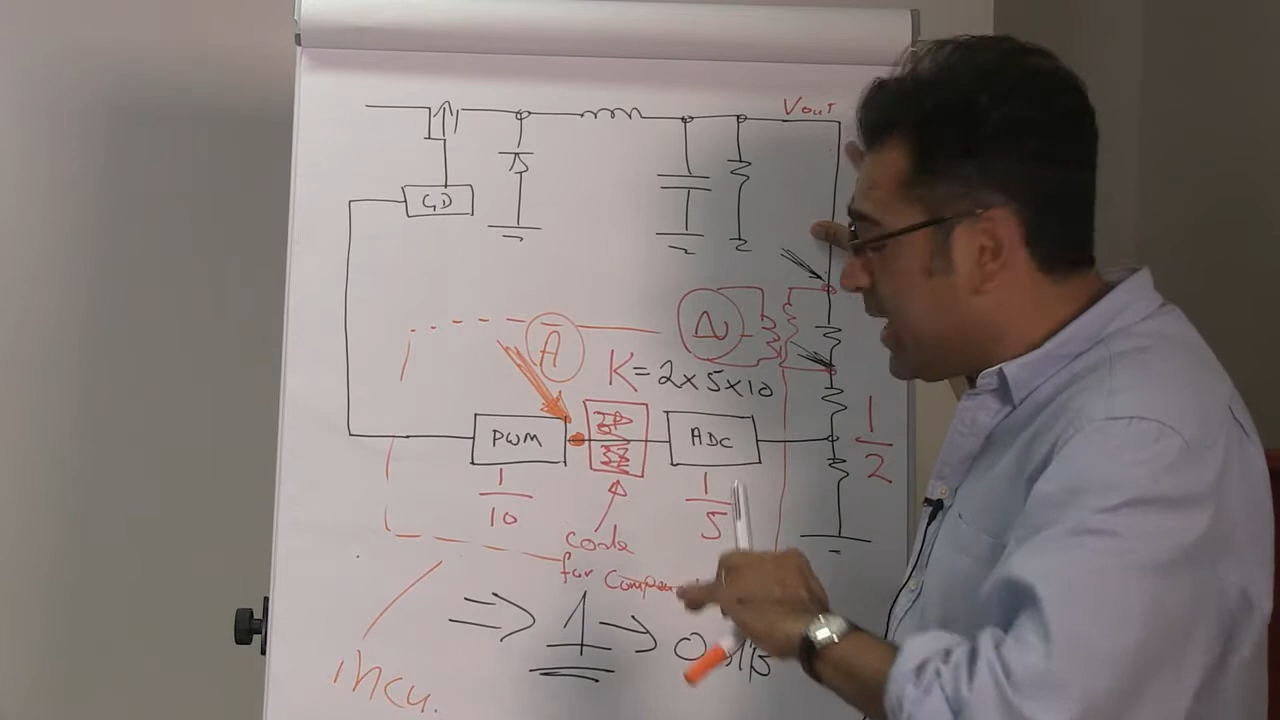 Vout
GD
A
K = 2x5x10
PWM
ADC
1/2
1/10
1/5
code
for Compen
=> 1 -> 0
mcu.